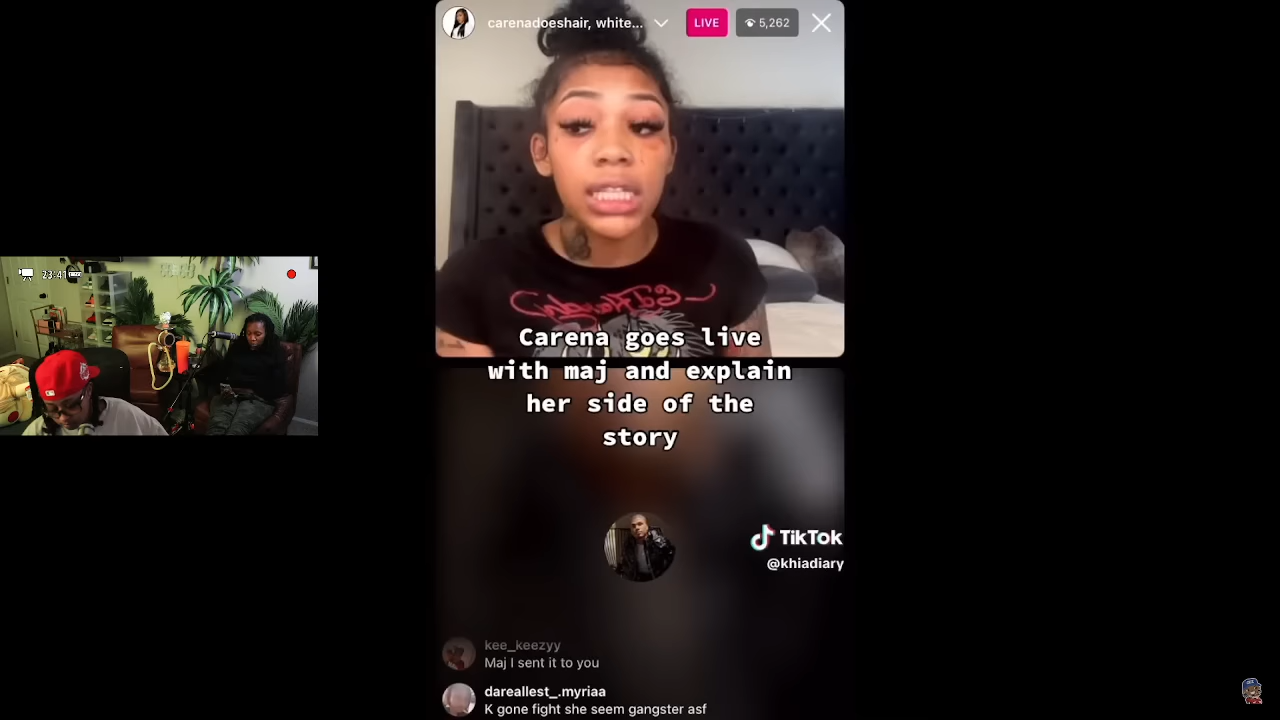 carenadoeshair, white...
LIVE
5,262
23:41
Carena goes live
with maj and explain
her side of the
story
TikTok
@khiadiary
kee_keezyy
Maj I sent it to you
dareallest_.myriaa
K gone fight she seem gangster asf